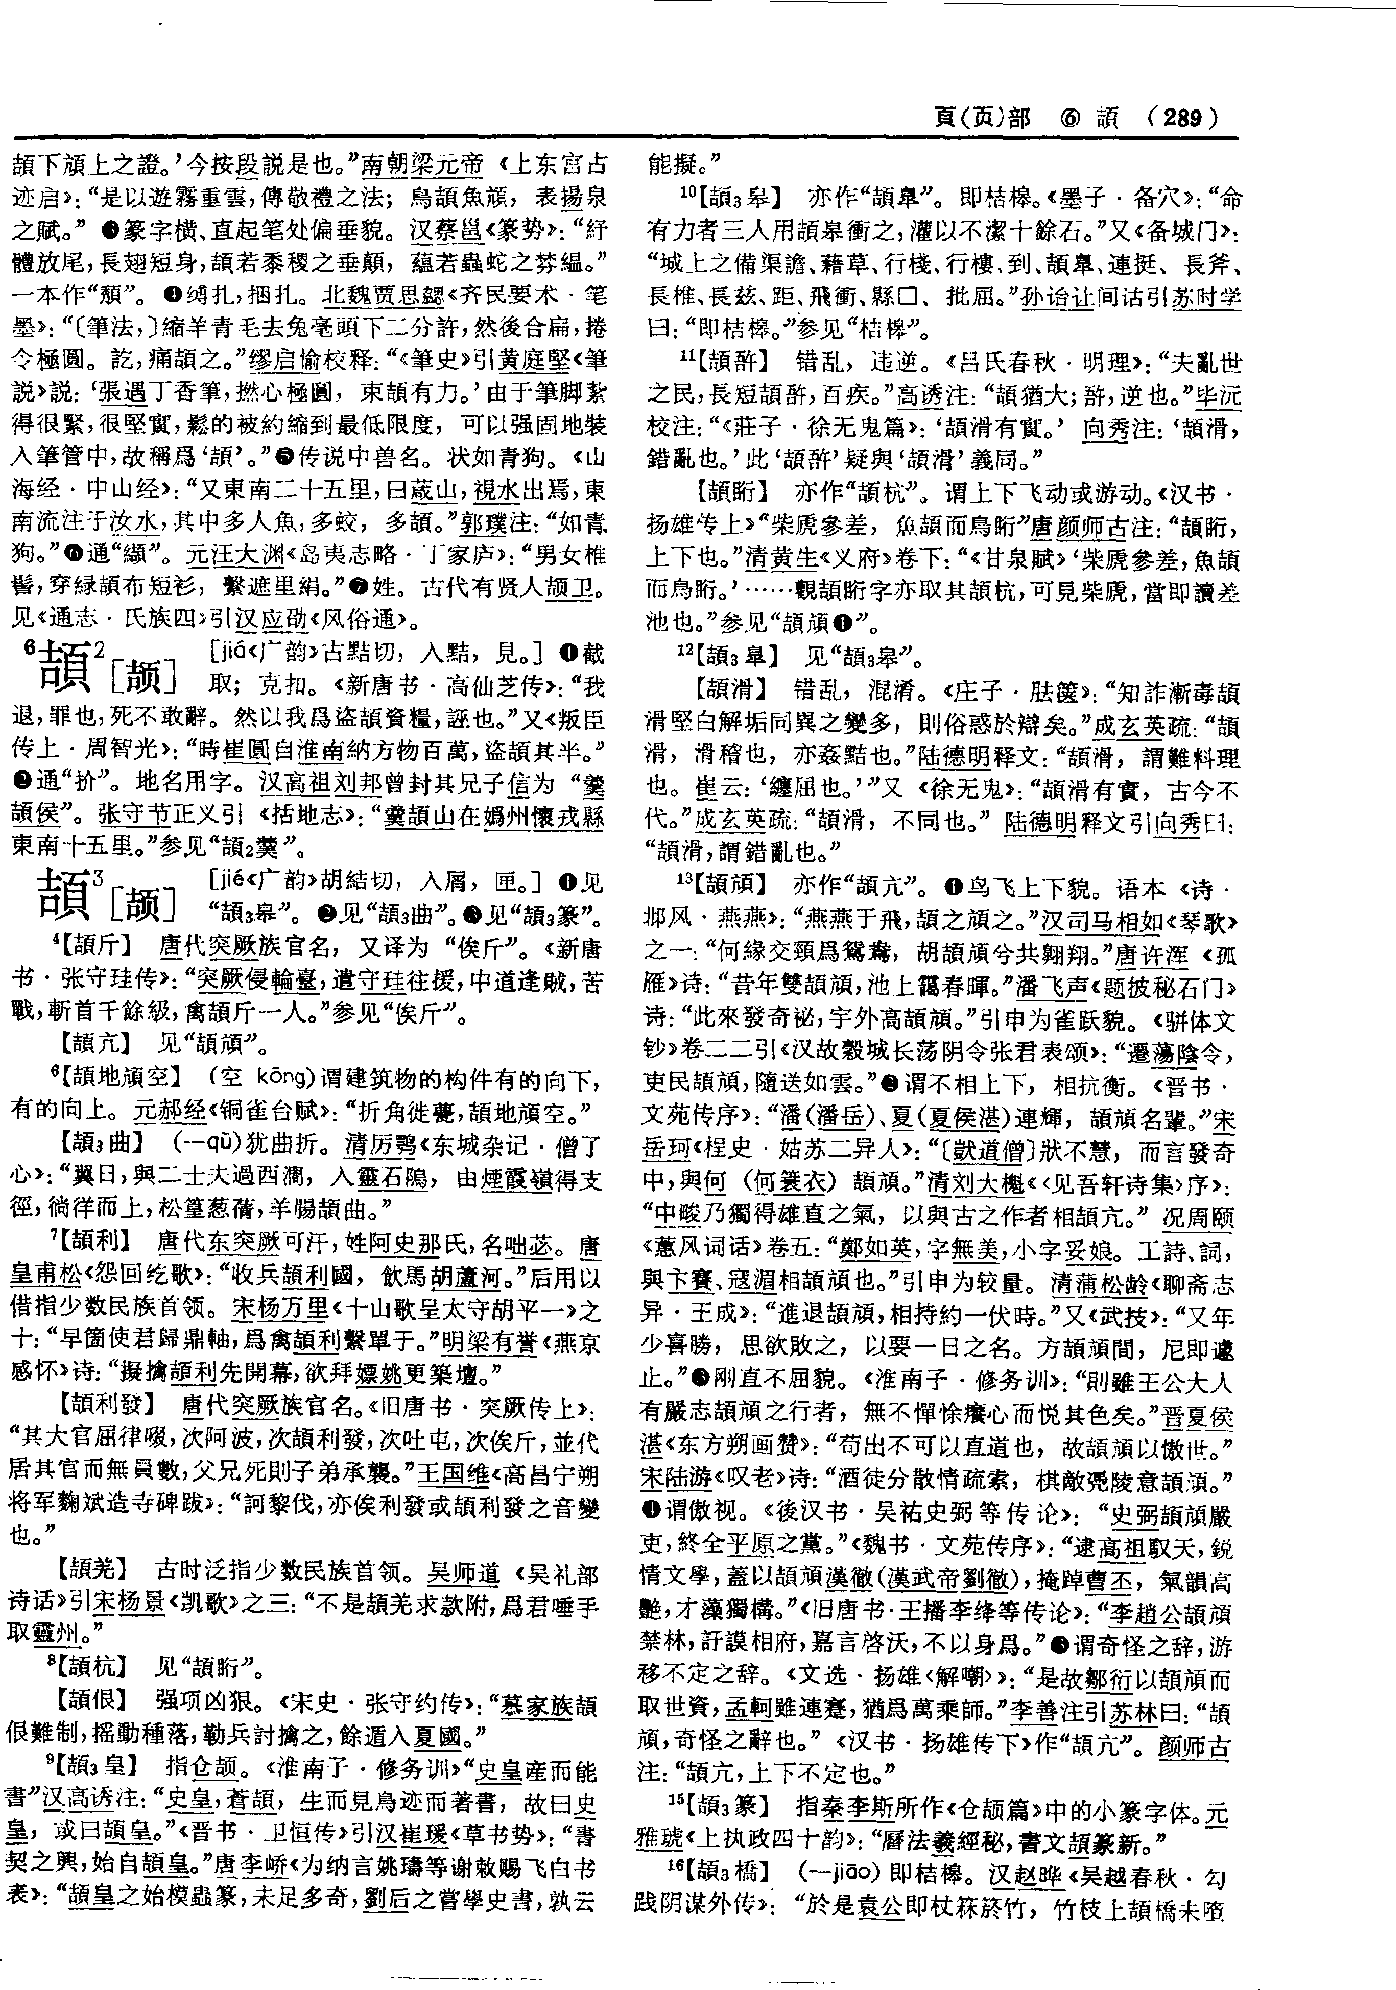 頁(页)部 ⑥ 頡 (289)
頡下頏上之證。’今按段説是也。”南朝梁元帝《上东宫占
迹启》：“是以遊霧重雲，傳敬禮之法；鳥頡魚頏，表揚泉
之賦。” ❸篆字横、直起笔处偏垂貌。汉蔡邕《篆势》：“紓
體放尾，長翅短身，頡若黍稷之垂顛，蘊若蟲蛇之棼緼。”
一本作“頹”。 ❹缚扎，捆扎。北魏贾思勰《齐民要术·笔
墨》：“〔筆法，〕縮羊青毛去兔毫頭下二分許，然後合扁，捲
令極圓。訖，痛頡之。”缪启愉校释：“《筆史》引黄庭堅《筆
説》説：‘張遇丁香筆，撚心極圓，束頡有力。’由于筆脚紮
得很緊，很堅實，鬆的被約縮到最低限度，可以强固地裝
入筆管中，故稱爲‘頡’。”❺传说中兽名。状如青狗。《山
海经·中山经》：“又東南二十五里，曰葴山，視水出焉，東
南流注于汝水，其中多人魚，多蛟，多頡。”郭璞注：“如青
狗。”❻通“纈”。元汪大渊《岛夷志略·丁家庐》：“男女椎
髻，穿緑頡布短衫，繫遮里絹。”❼姓。古代有贤人颉卫。
见《通志·氏族四》引汉应劭《风俗通》。
6頡2［颉］ [jiá《广韵》古黠切，入黠，見。] ❶截
取；克扣。《新唐书·高仙芝传》：“我
退，罪也，死不敢辭。然以我爲盜頡資糧，誣也。”又《叛臣
传上·周智光》：“時崔圓自淮南納方物百萬，盜頡其半。”
❷通“扴”。地名用字。汉高祖刘邦曾封其兄子信为“羹
頡侯”。张守节正义引《括地志》：“羹頡山在嬀州懷戎縣
東南十五里。”参见“頡2羹”。
頡3［颉］ [jié《广韵》胡結切，入屑，匣。] ❶见
“頡3皋”。❷见“頡3曲”。❸见“頡3篆”。
4【頡斤】 唐代突厥族官名，又译为“俟斤”。《新唐
书·张守珪传》：“突厥侵輪臺，遣守珪往援，中道逢賊，苦
戰，斬首千餘級，禽頡斤一人。”参见“俟斤”。
【頡亢】 见“頡頏”。
6【頡地頏空】 (空 kōng)谓建筑物的构件有的向下，
有的向上。元郝经《铜雀台赋》：“折角徙甍，頡地頏空。”
【頡3曲】 (—qū)犹曲折。清厉鹗《东城杂记·僧了
心》：“翼日，與二士夫過西澗，入靈石隖，由煙霞嶺得支
徑，徜徉而上，松篁葱蒨，羊腸頡曲。”
7【頡利】 唐代东突厥可汗，姓阿史那氏，名咄苾。唐
皇甫松《怨回纥歌》：“收兵頡利國，飲馬胡蘆河。”后用以
借指少数民族首领。宋杨万里《十山歌呈太守胡平一》之
十：“早箇使君歸鼎軸，爲禽頡利繫單于。”明梁有誉《燕京
感怀》诗：“擬擒頡利先開幕，欲拜嫖姚更築壇。”
【頡利發】 唐代突厥族官名。《旧唐书·突厥传上》：
“其大官屈律啜，次阿波，次頡利發，次吐屯，次俟斤，並代
居其官而無員數，父兄死則子弟承襲。”王国维《高昌宁朔
将军麴斌造寺碑跋》：“訶黎伐，亦俟利發或頡利發之音變
也。”
【頡羌】 古时泛指少数民族首领。吴师道《吴礼部
诗话》引宋杨景《凯歌》之三：“不是頡羌求款附，爲君唾手
取靈州。”
8【頡杭】 见“頡䀪”。
【頡佷】 强项凶狠。《宋史·张守约传》：“慕家族頡
佷難制，摇動種落，勒兵討擒之，餘遁入夏國。”
9【頡3皇】 指仓颉。《淮南子·修务训》“史皇産而能
書”汉高诱注：“史皇，蒼頡，生而見鳥迹而著書，故曰史
皇，或曰頡皇。”《晋书·卫恒传》引汉崔瑗《草书势》：“書
契之興，始自頡皇。”唐李峤《为纳言姚璹等谢敕赐飞白书
表》：“頡皇之始模蟲篆，未足多奇，劉后之嘗學史書，孰云
能擬。”
10【頡3皋】 亦作“頡臯”。即桔槔。《墨子·备穴》：“命
有力者三人用頡皋衝之，灌以不潔十餘石。”又《备城门》：
“城上之備渠譫、藉草、行棧、行樓、到、頡臯、連挺、長斧、
長椎、長兹、距、飛衝、縣□、批屈。”孙诒让间诂引苏时学
曰：“即桔槔。”参见“桔槔”。
11【頡䛠】 错乱，违逆。《吕氏春秋·明理》：“夫亂世
之民，長短頡䛠，百疾。”高诱注：“頡猶大；䛠，逆也。”毕沅
校注：“《莊子·徐无鬼篇》：‘頡滑有實。’向秀注：‘頡滑，
錯亂也。’此‘頡䛠’疑與‘頡滑’義同。”
【頡䀪】 亦作“頡杭”。谓上下飞动或游动。《汉书·
扬雄传上》“柴虒參差，魚頡而鳥䀪”唐颜师古注：“頡䀪，
上下也。”清黄生《义府》卷下：“《甘泉賦》‘柴虒參差，魚頡
而鳥䀪。’……觀頡䀪字亦取其頡杭，可見柴虒，當即讀差
池也。”参见“頡頏❶”。
12【頡3臯】 见“頡3皋”。
【頡滑】 错乱，混淆。《庄子·胠箧》：“知詐漸毒頡
滑堅白解垢同異之變多，則俗惑於辯矣。”成玄英疏：“頡
滑，滑稽也，亦姦黠也。”陆德明释文：“頡滑，謂難料理
也。崔云：‘纏屈也。’”又《徐无鬼》：“頡滑有實，古今不
代。”成玄英疏：“頡滑，不同也。”陆德明释文引向秀曰：
“頡滑，謂錯亂也。”
13【頡頏】 亦作“頡亢”。❶鸟飞上下貌。语本《诗·
邶风·燕燕》：“燕燕于飛，頡之頏之。”汉司马相如《琴歌》
之一：“何緣交頸爲鴛鴦，胡頡頏兮共翱翔。”唐许浑《孤
雁》诗：“昔年雙頡頏，池上靄春暉。”潘飞声《题披秘石门》
诗：“此來發奇祕，宇外高頡頏。”引申为雀跃貌。《骈体文
钞》卷二二引《汉故穀城长荡阴令张君表颂》：“遷蕩陰令，
吏民頡頏，隨送如雲。”❷谓不相上下，相抗衡。《晋书·
文苑传序》：“潘(潘岳)、夏(夏侯湛)連輝，頡頏名輩。”宋
岳珂《桯史·姑苏二异人》：“〔獃道僧〕狀不慧，而言發奇
中，與何(何蓑衣)頡頏。”清刘大櫆《〈见吾轩诗集〉序》：
“中畯乃獨得雄直之氣，以與古之作者相頡亢。”况周颐
《蕙风词话》卷五：“鄭如英，字無美，小字妥娘。工詩、詞，
與卞賽、寇湄相頡頏也。”引申为较量。清蒲松龄《聊斋志
异·王成》：“進退頡頏，相持約一伏時。”又《武技》：“又年
少喜勝，思欲敗之，以要一日之名。方頡頏間，尼即遽
止。”❸刚直不屈貌。《淮南子·修务训》：“則雖王公大人
有嚴志頡頏之行者，無不憚悇癢心而悦其色矣。”晋夏侯
湛《东方朔画赞》：“苟出不可以直道也，故頡頏以傲世。”
宋陆游《叹老》诗：“酒徒分散情疏索，棋敵凴陵意頡頏。”
❹谓傲视。《後汉书·吴祐史弼等传论》：“史弼頡頏嚴
吏，終全平原之黨。”《魏书·文苑传序》：“逮高祖馭天，鋭
情文學，蓋以頡頏漢徹(漢武帝劉徹)，掩踔曹丕，氣韻高
艷，才藻獨構。”《旧唐书·王播李绛等传论》：“李趙公頡頏
禁林，訏謨相府，嘉言啓沃，不以身爲。”❺谓奇怪之辞，游
移不定之辞。《文选·扬雄〈解嘲〉》：“是故鄒衍以頡頏而
取世資，孟軻雖連蹇，猶爲萬乘師。”李善注引苏林曰：“頡
頏，奇怪之辭也。”《汉书·扬雄传下》作“頡亢”。颜师古
注：“頡亢，上下不定也。”
15【頡3篆】 指秦李斯所作《仓颉篇》中的小篆字体。元
雅琥《上执政四十韵》：“曆法羲經秘，書文頡篆新。”
16【頡3橋】 (—jiāo)即桔槔。汉赵晔《吴越春秋·勾
践阴谋外传》：“於是袁公即杖箖箊竹，竹枝上頡橋未墮